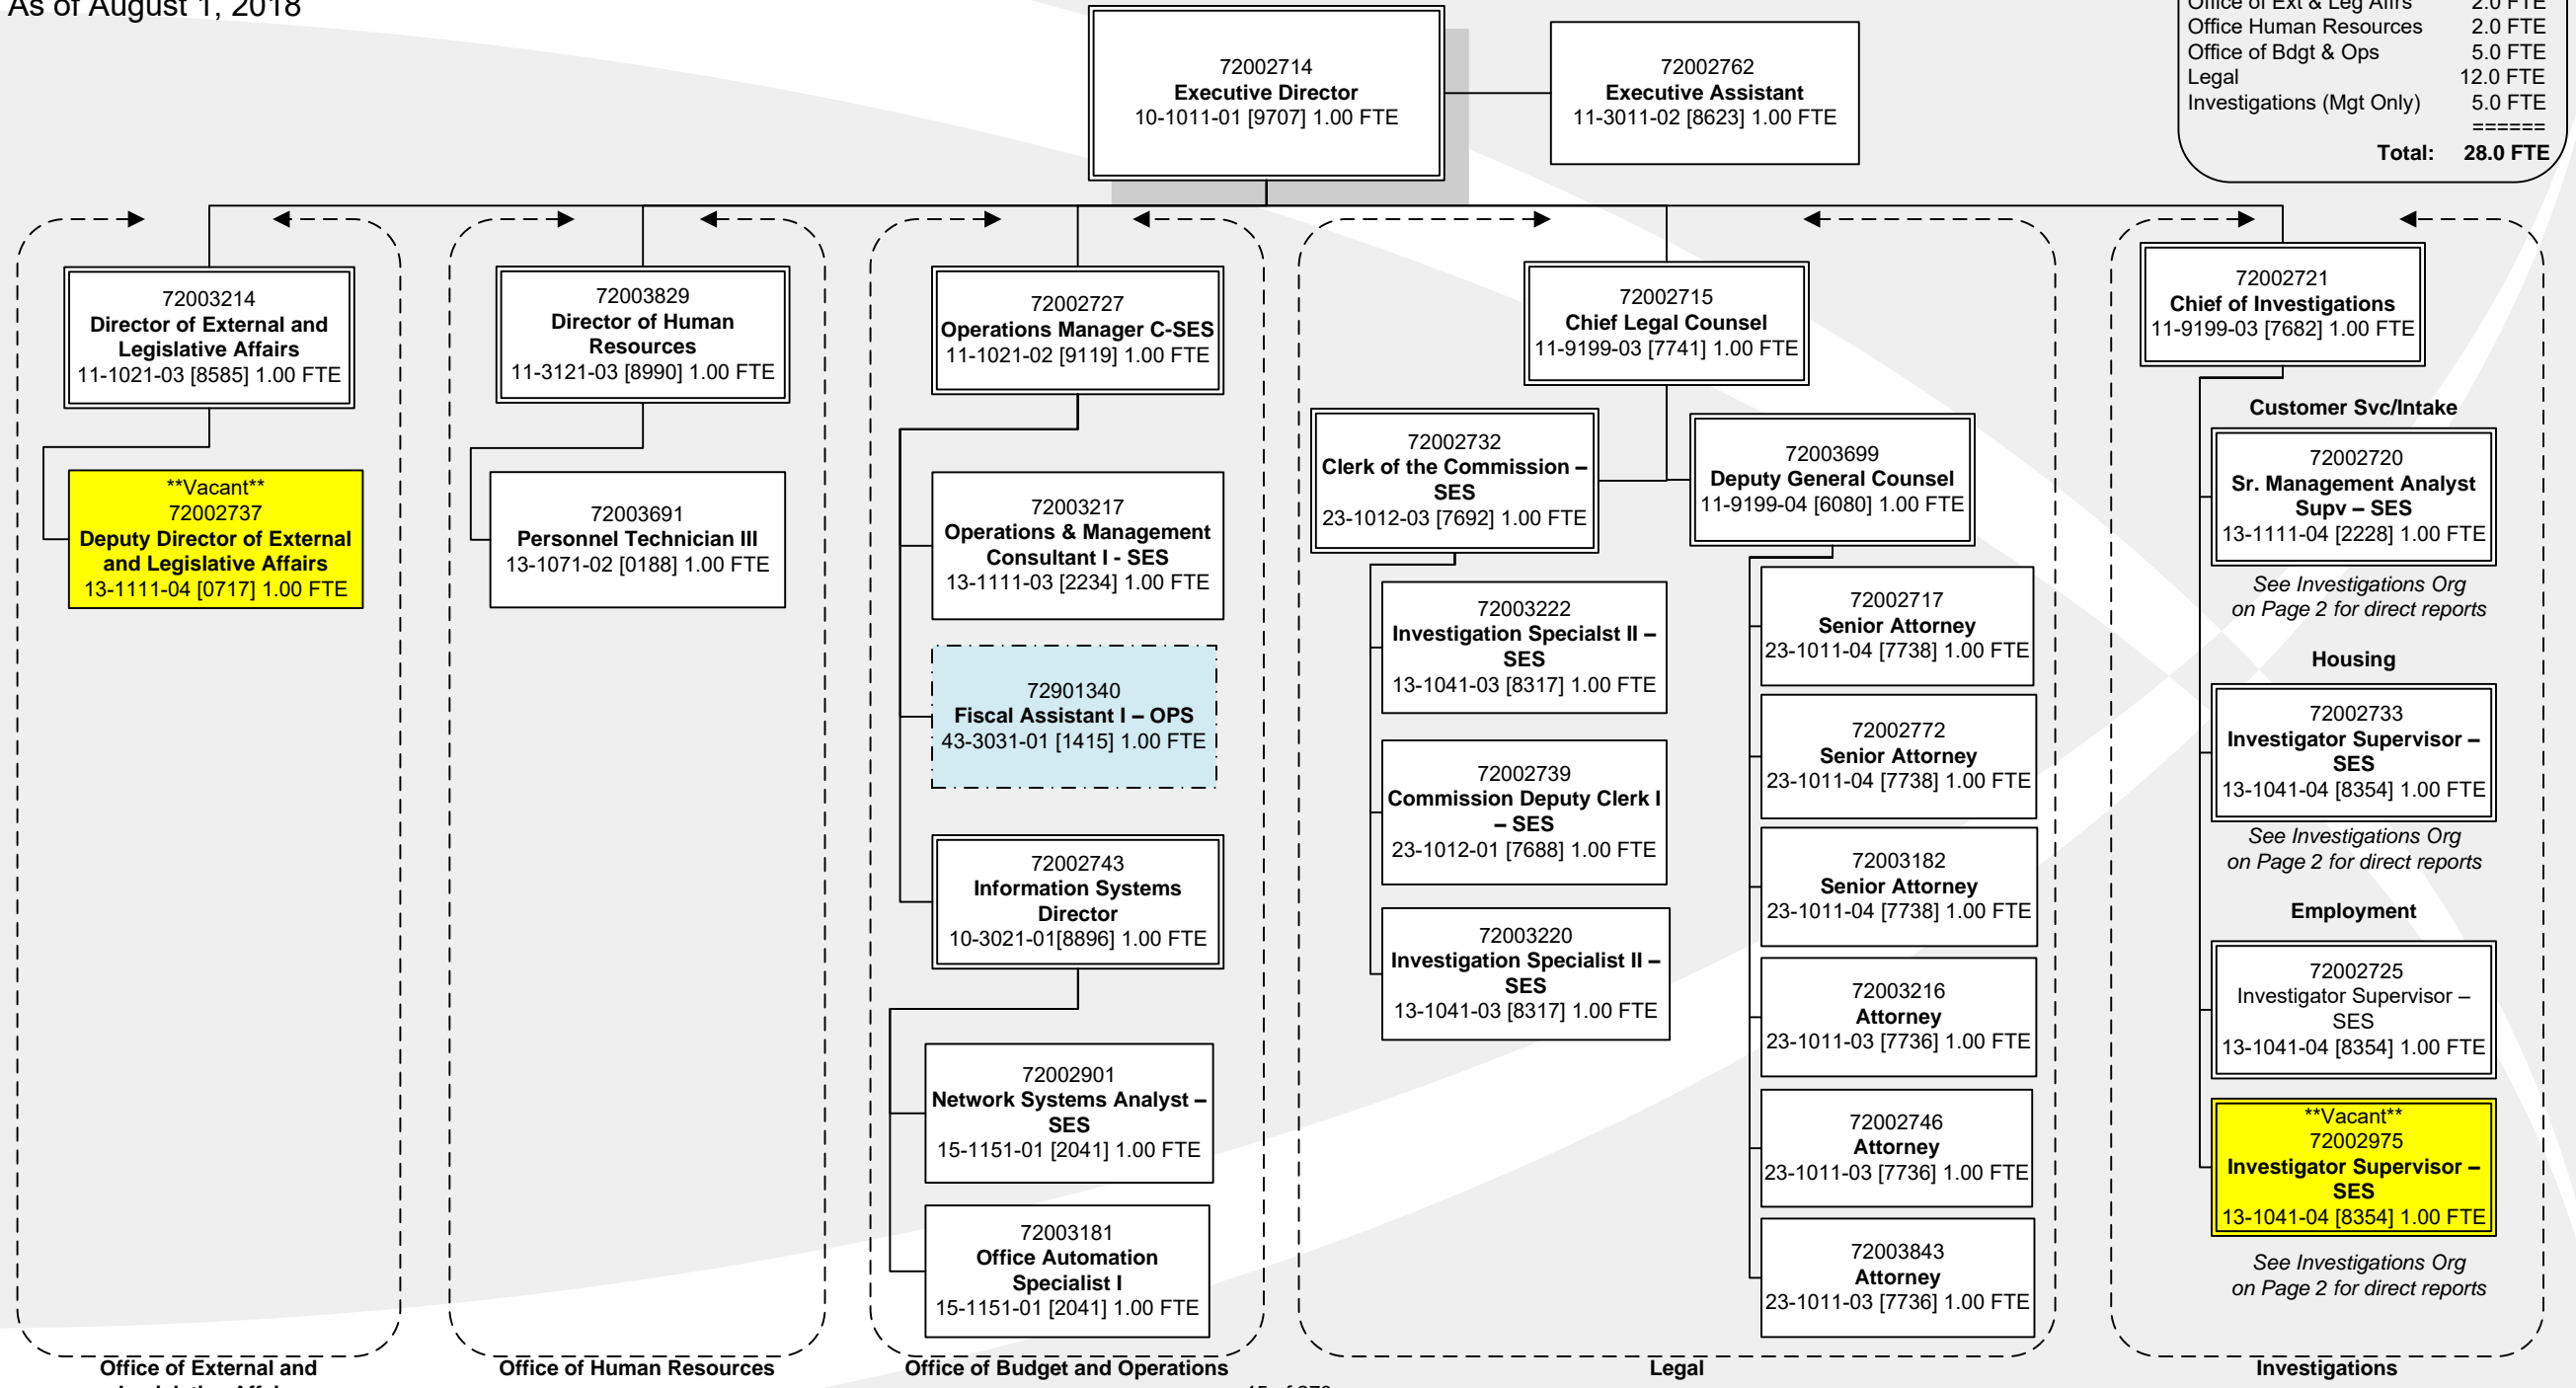 As of August 1, 2018
72002714
Executive Director
10-1011-01 [9707] 1.00 FTE
72002762
Executive Assistant
11-3011-02 [8623] 1.00 FTE
Office of Ext & Leg Affrs 2.0 FTE
Office Human Resources 2.0 FTE
Office of Bdgt & Ops 5.0 FTE
Legal 12.0 FTE
Investigations (Mgt Only) 5.0 FTE
======
Total: 28.0 FTE
72003214
Director of External and
Legislative Affairs
11-1021-03 [8585] 1.00 FTE
**Vacant**
72002737
Deputy Director of External
and Legislative Affairs
13-1111-04 [0717] 1.00 FTE
Office of External and
72003829
Director of Human
Resources
11-3121-03 [8990] 1.00 FTE
72003691
Personnel Technician III
13-1071-02 [0188] 1.00 FTE
Office of Human Resources
72002727
Operations Manager C-SES
11-1021-02 [9119] 1.00 FTE
72003217
Operations & Management
Consultant I - SES
13-1111-03 [2234] 1.00 FTE
72901340
Fiscal Assistant I – OPS
43-3031-01 [1415] 1.00 FTE
72002743
Information Systems
Director
10-3021-01[8896] 1.00 FTE
72002901
Network Systems Analyst –
SES
15-1151-01 [2041] 1.00 FTE
72003181
Office Automation
Specialist I
15-1151-01 [2041] 1.00 FTE
Office of Budget and Operations
72002715
Chief Legal Counsel
11-9199-03 [7741] 1.00 FTE
72002732
Clerk of the Commission –
SES
23-1012-03 [7692] 1.00 FTE
72003222
Investigation Specialst II –
SES
13-1041-03 [8317] 1.00 FTE
72002739
Commission Deputy Clerk I
– SES
23-1012-01 [7688] 1.00 FTE
72003220
Investigation Specialist II –
SES
13-1041-03 [8317] 1.00 FTE
72003699
Deputy General Counsel
11-9199-04 [6080] 1.00 FTE
72002717
Senior Attorney
23-1011-04 [7738] 1.00 FTE
72002772
Senior Attorney
23-1011-04 [7738] 1.00 FTE
72003182
Senior Attorney
23-1011-04 [7738] 1.00 FTE
72003216
Attorney
23-1011-03 [7736] 1.00 FTE
72002746
Attorney
23-1011-03 [7736] 1.00 FTE
72003843
Attorney
23-1011-03 [7736] 1.00 FTE
Legal
72002721
Chief of Investigations
11-9199-03 [7682] 1.00 FTE
Customer Svc/Intake
72002720
Sr. Management Analyst
Supv – SES
13-1111-04 [2228] 1.00 FTE
See Investigations Org
on Page 2 for direct reports
Housing
72002733
Investigator Supervisor –
SES
13-1041-04 [8354] 1.00 FTE
See Investigations Org
on Page 2 for direct reports
Employment
72002725
Investigator Supervisor –
SES
13-1041-04 [8354] 1.00 FTE
**Vacant**
72002975
Investigator Supervisor –
SES
13-1041-04 [8354] 1.00 FTE
See Investigations Org
on Page 2 for direct reports
Investigations